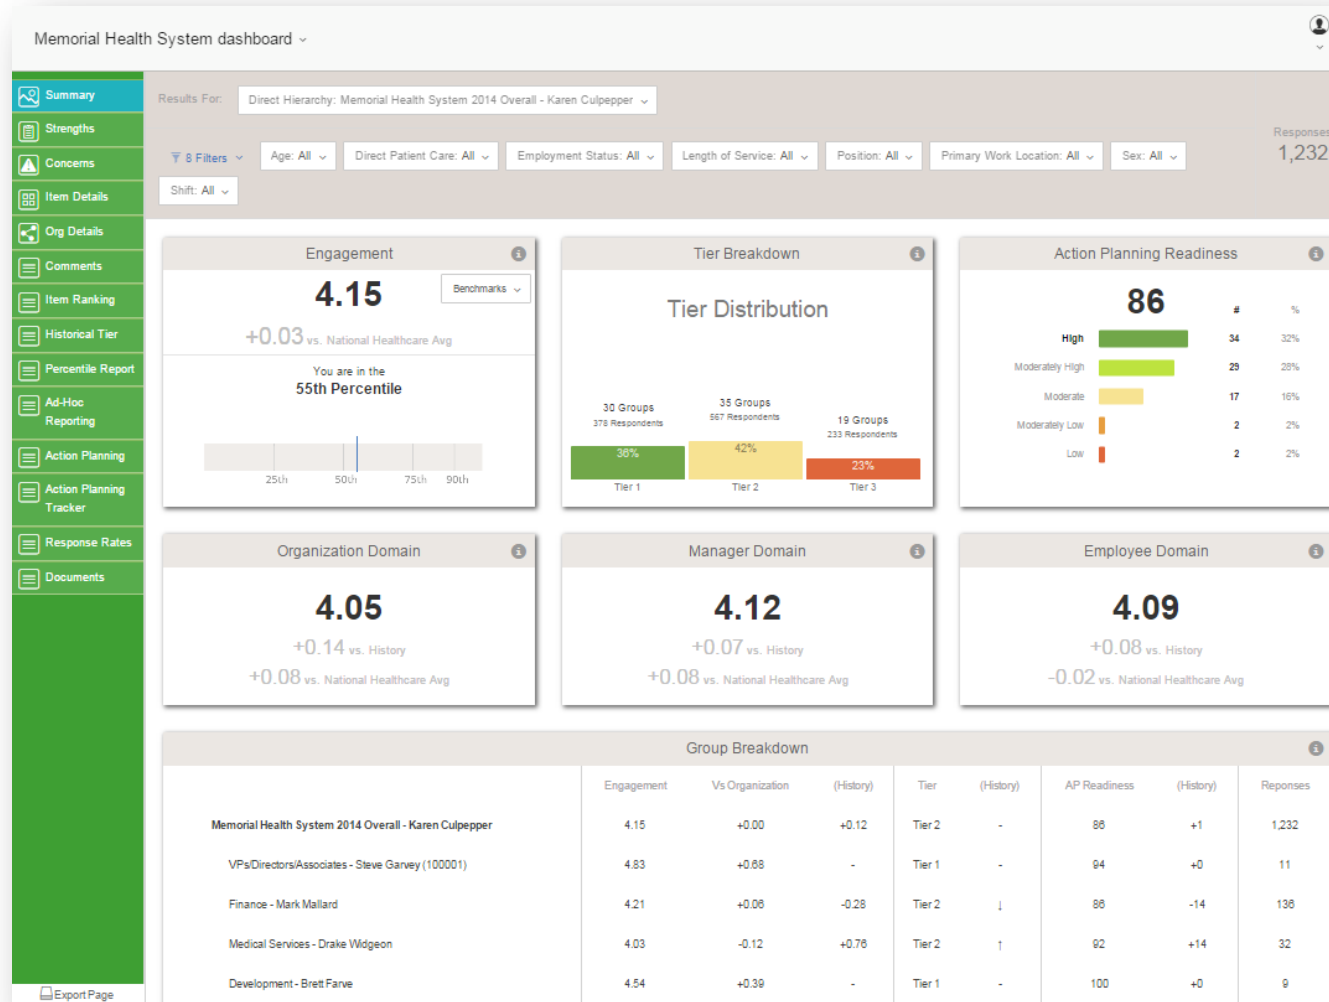 Memorial Health System dashboard
Summary
Strengths
Concerns
Item Details
Org Details
Comments
Item Ranking
Historical Tier
Percentile Report
Ad-Hoc
Reporting
Action Planning
Action Planning
Tracker
Response Rates
Documents
Export Page
Results For: Direct Hierarchy: Memorial Health System 2014 Overall - Karen Culpepper
8 Filters Age: All Direct Patient Care: All Employment Status: All Length of Service: All Position: All Primary Work Location: All Sex: All
Shift: All
Responses
1,232
Engagement
4.15
Benchmarks
+0.03 vs. National Healthcare Avg
You are in the
55th Percentile
25th 50th 75th 90th
Tier Breakdown
Tier Distribution
30 Groups
378 Respondents
36%
Tier 1
35 Groups
567 Respondents
42%
Tier 2
19 Groups
233 Respondents
23%
Tier 3
Action Planning Readiness
86 # %
High 34 32%
Moderately High 29 28%
Moderate 17 16%
Moderately Low 2 2%
Low 2 2%
Organization Domain
4.05
+0.14 vs. History
+0.08 vs. National Healthcare Avg
Manager Domain
4.12
+0.07 vs. History
+0.08 vs. National Healthcare Avg
Employee Domain
4.09
+0.08 vs. History
-0.02 vs. National Healthcare Avg
Group Breakdown
Engagement Vs Organization (History) Tier (History) AP Readiness (History) Reponses
Memorial Health System 2014 Overall - Karen Culpepper 4.15 +0.00 +0.12 Tier 2 - 86 +1 1,232
VPs/Directors/Associates - Steve Garvey (100001) 4.83 +0.68 - Tier 1 - 94 +0 11
Finance - Mark Mallard 4.21 +0.06 -0.28 Tier 2 ↓ 86 -14 136
Medical Services - Drake Widgeon 4.03 -0.12 +0.76 Tier 2 ↑ 92 +14 32
Development - Brett Farve 4.54 +0.39 - Tier 1 - 100 +0 9